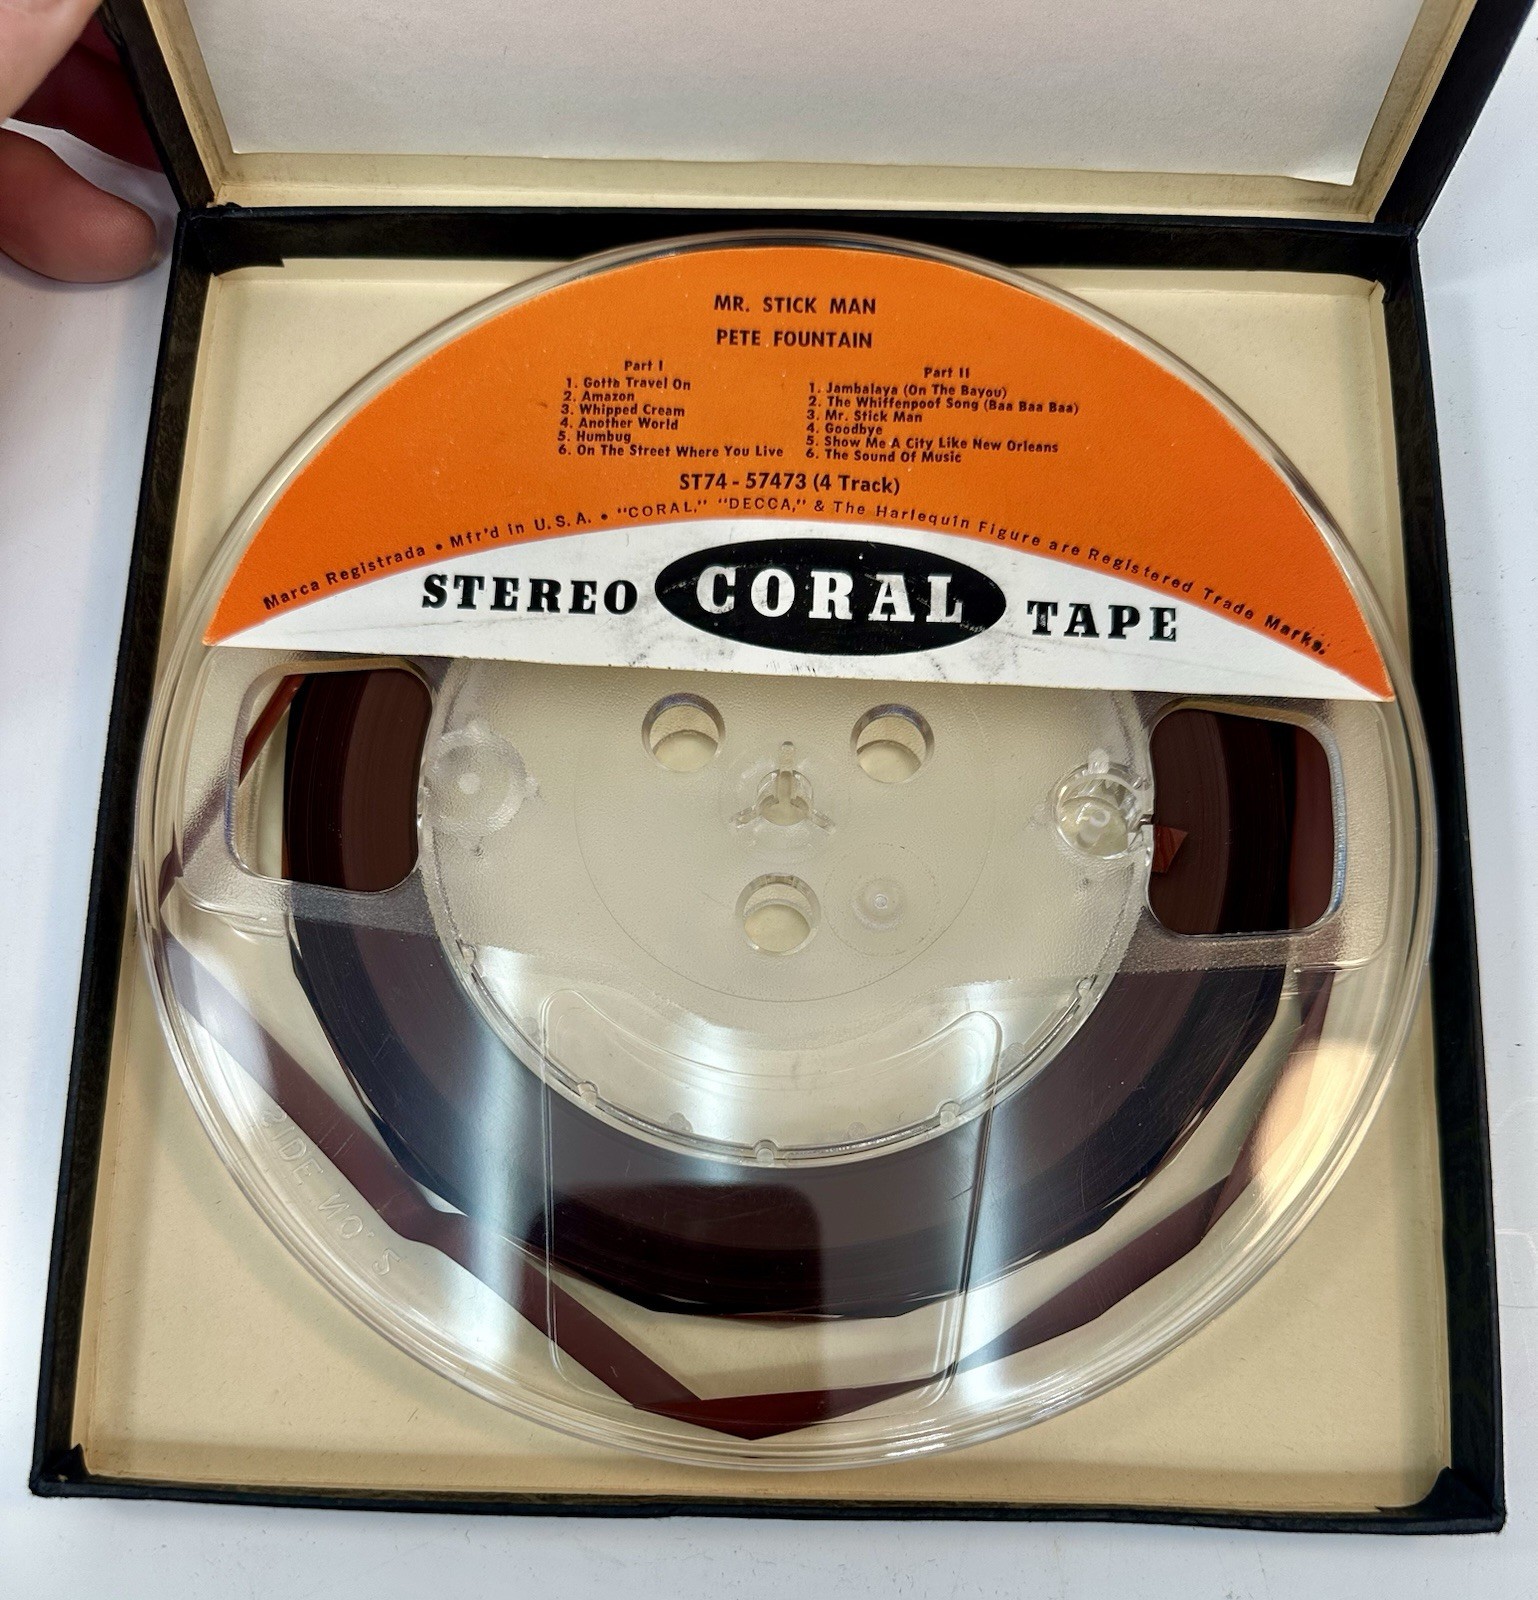 MR. STICK MAN
PETE FOUNTAIN
Part I
1. Gotta Travel On
2. Amazon
3. Whipped Cream
4. Another World
5. Humbug
6. On The Street Where You Live
Part II
1. Jambalaya (On The Bayou)
2. The Whiffenpoof Song (Baa Baa Baa)
3. Mr. Stick Man
4. Goodbye
5. Show Me A City Like New Orleans
6. The Sound Of Music
ST74 - 57473 (4 Track)
Marca Registrada • Mfr'd in U.S.A. • "CORAL," "DECCA," & The Harlequin Figure are Registered Trade Marks.
STEREO CORAL TAPE
SIDE NO. 2